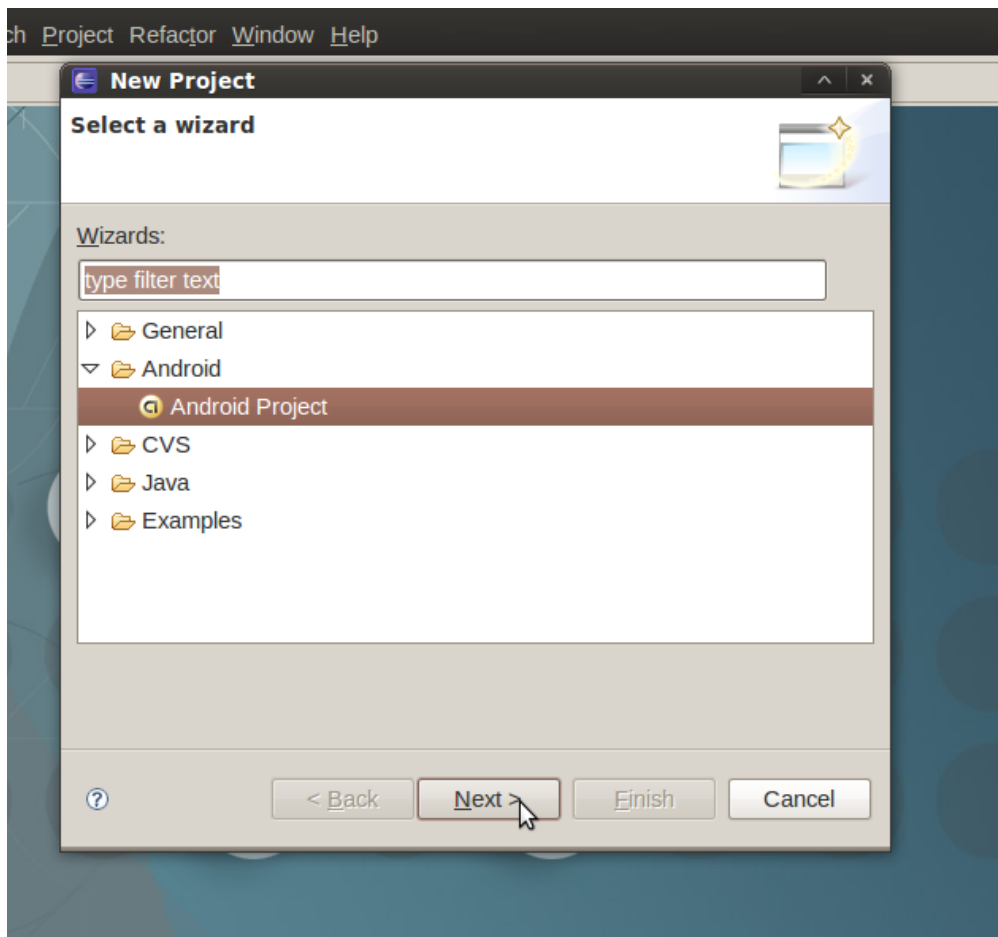 Project Refactor Window Help
New Project
Select a wizard
Wizards:
type filter text
General
Android
Android Project
CVS
Java
Examples
< Back Next > Finish Cancel